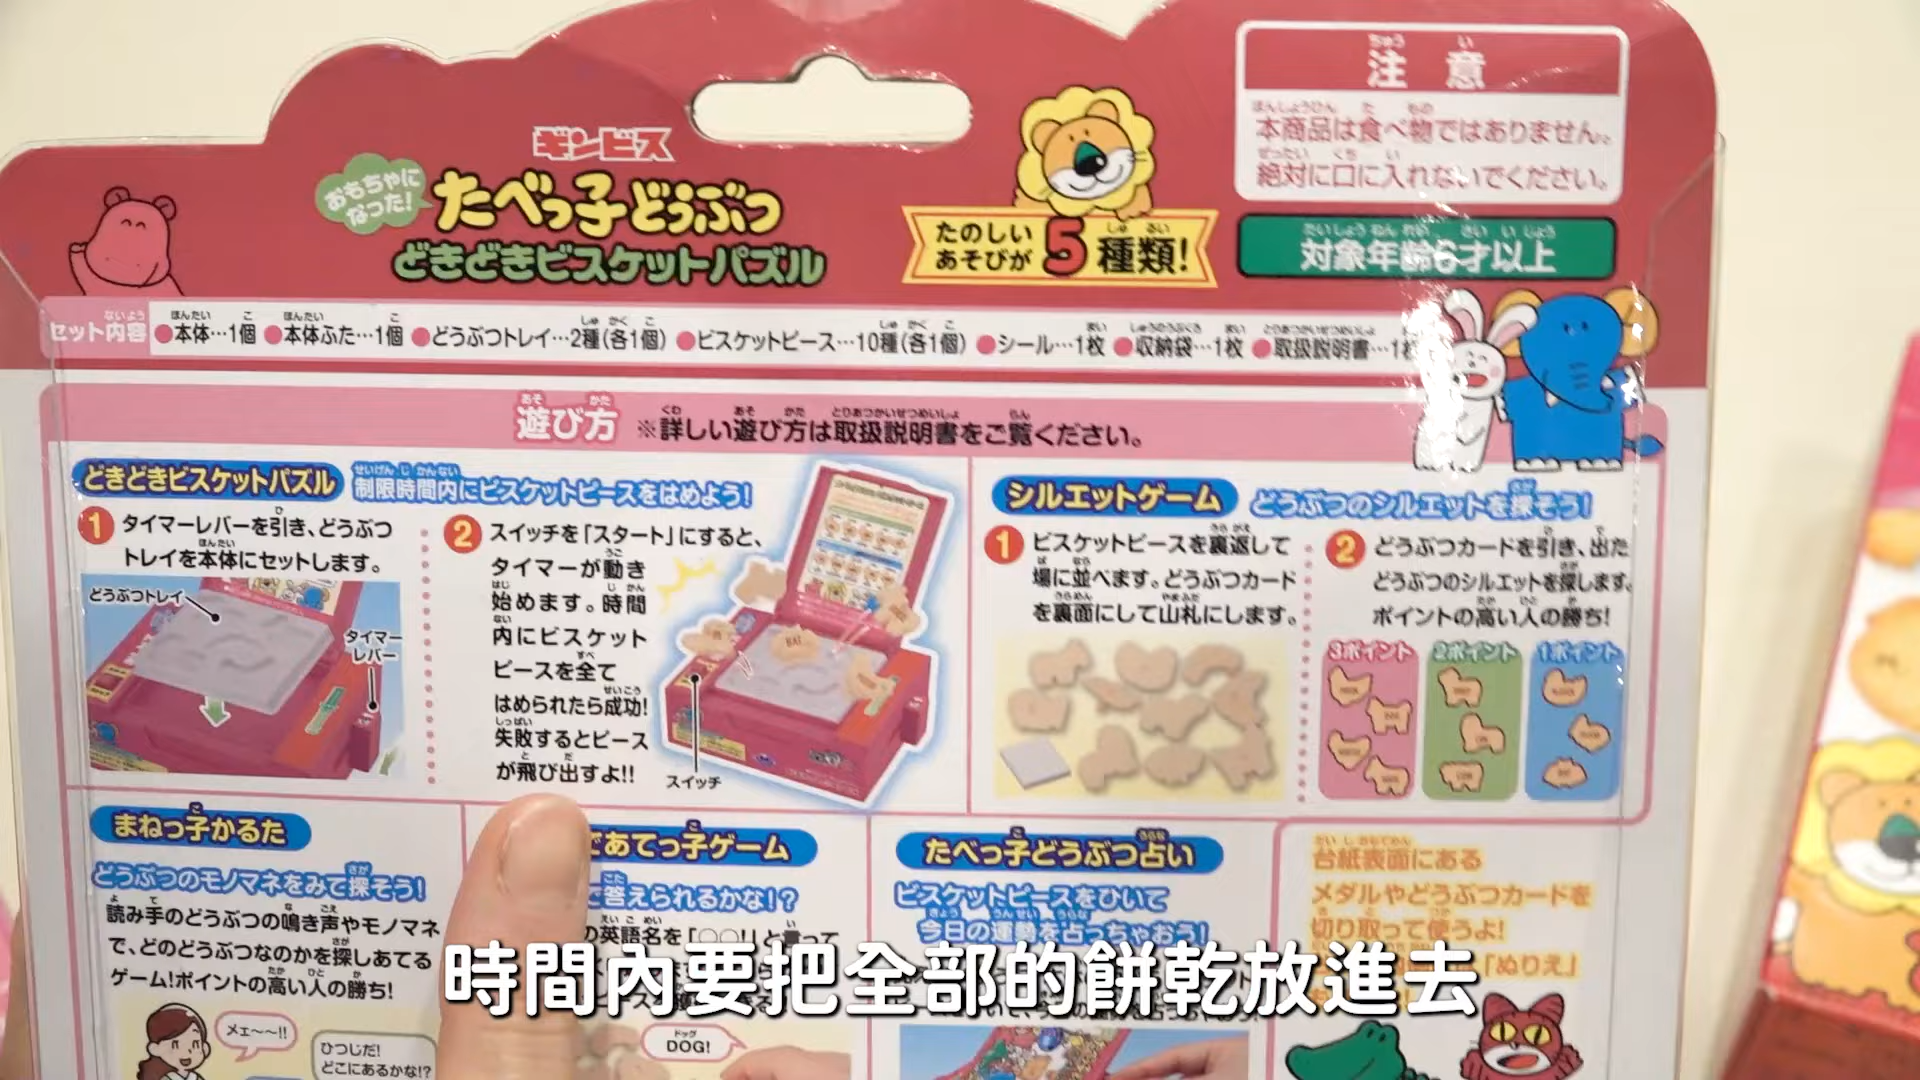 ギンビス
おもちゃに
なった!
たべっ子どうぶつ
どきどきビスケットパズル
たのしい
あそびが
5種類!
注意
本商品は食べ物ではありません。
絶対に口に入れないでください。
対象年齢6才以上
セット内容 ●本体…1個 ●本体ふた…1個 ●どうぶつトレイ…2種(各1個) ●ビスケットピース…10種(各1個) ●シール…1枚 ●収納袋…1枚 ●取扱説明書…1
遊び方 ※詳しい遊び方は取扱説明書をご覧ください。
どきどきビスケットパズル 制限時間内にビスケットピースをはめよう!
1 タイマーレバーを引き、どうぶつ
トレイを本体にセットします。
どうぶつトレイ
タイマー
レバー
2 スイッチを「スタート」にすると、
タイマーが動き
始めます。時間
内にビスケット
ピースを全て
はめられたら成功!
失敗するとピース
が飛び出すよ!!
スイッチ
シルエットゲーム どうぶつのシルエットを探そう!
1 ビスケットピースを裏返して
場に並べます。どうぶつカード
を裏面にして山札にします。
2 どうぶつカードを引き、出た
どうぶつのシルエットを探します。
ポイントの高い人の勝ち!
3ポイント 2ポイント 1ポイント
まねっ子かるた
どうぶつのモノマネをみて探そう!
読み手のどうぶつの鳴き声やモノマネ
で、どのどうぶつなのかを探しあてる
ゲーム!ポイントの高い人の勝ち!
メェ〜〜!!
ひつじだ!
どこにあるかな!?
であてっ子ゲーム
で答えられるかな!?
の英語名を「○○!」と言って
ドッグ
DOG!
たべっ子どうぶつ占い
ビスケットピースをひいて
今日の運勢を占っちゃおう!
台紙表面にある
メダルやどうぶつカードを
切り取って使うよ!
「ぬりえ」
時間內要把全部的餅乾放進去